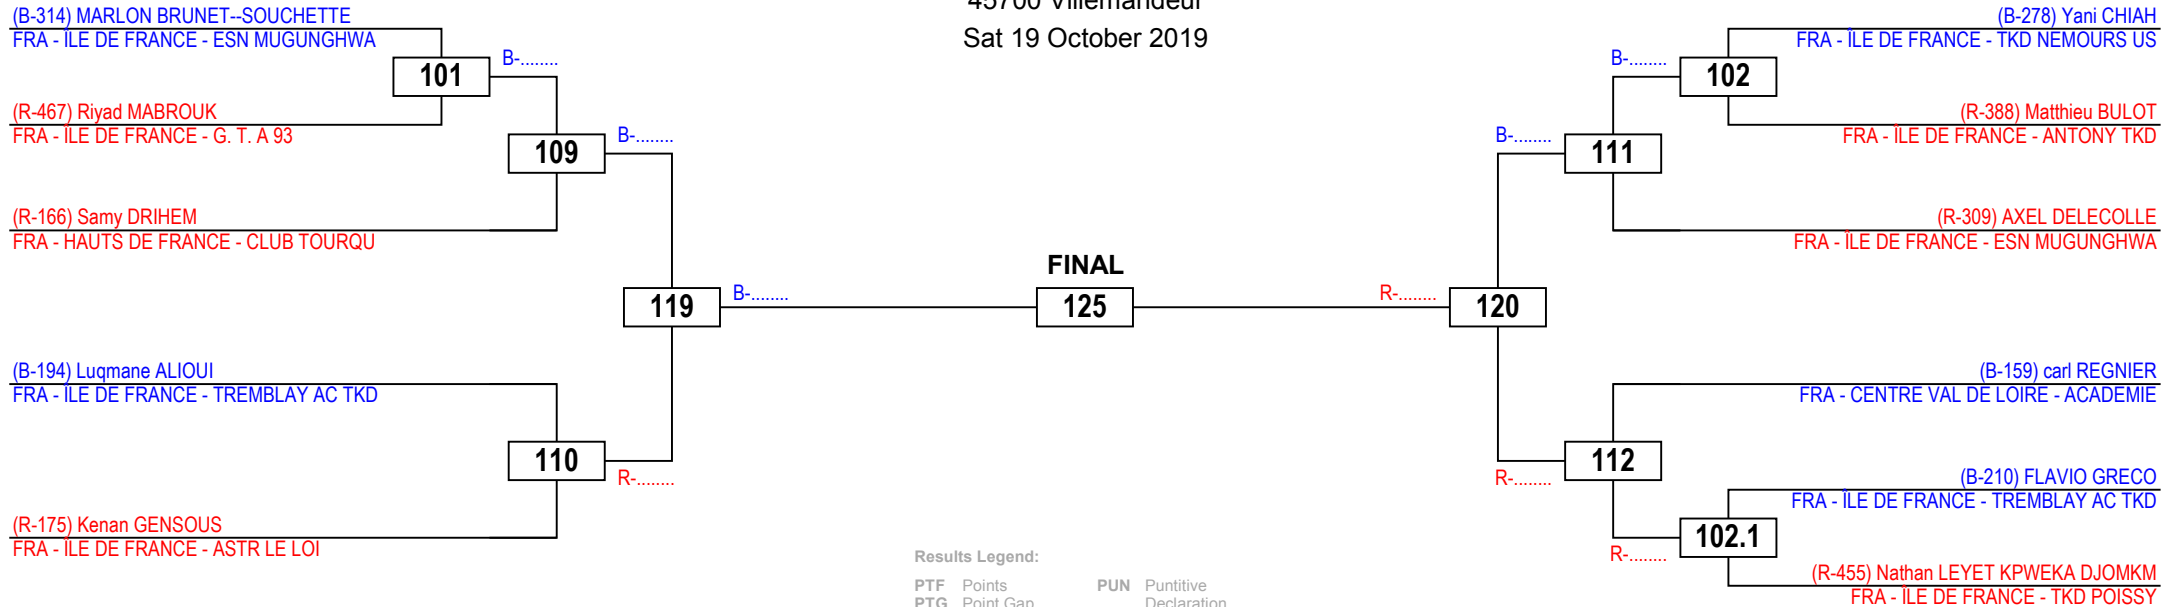 45700 Villemandeur
Sat 19 October 2019
(B-314) MARLON BRUNET--SOUCHETTE
FRA - ÎLE DE FRANCE - ESN MUGUNGHWA
101
B-........
(R-467) Riyad MABROUK
FRA - ÎLE DE FRANCE - G. T. A 93
109
B-........
(R-166) Samy DRIHEM
FRA - HAUTS DE FRANCE - CLUB TOURQU
119
B-........
(B-194) Luqmane ALIOUI
FRA - ÎLE DE FRANCE - TREMBLAY AC TKD
110
R-........
(R-175) Kenan GENSOUS
FRA - ÎLE DE FRANCE - ASTR LE LOI
FINAL
125
(B-278) Yani CHIAH
FRA - ÎLE DE FRANCE - TKD NEMOURS US
B-........
102
(R-388) Matthieu BULOT
FRA - ÎLE DE FRANCE - ANTONY TKD
B-........
111
(R-309) AXEL DELECOLLE
FRA - ÎLE DE FRANCE - ESN MUGUNGHWA
R-........
120
(B-159) carl REGNIER
FRA - CENTRE VAL DE LOIRE - ACADEMIE
R-........
112
(B-210) FLAVIO GRECO
FRA - ÎLE DE FRANCE - TREMBLAY AC TKD
R-........
102.1
(R-455) Nathan LEYET KPWEKA DJOMKM
FRA - ÎLE DE FRANCE - TKD POISSY
Results Legend:
PTF Points PUN Puntitive
PTG Point Gap Declaration